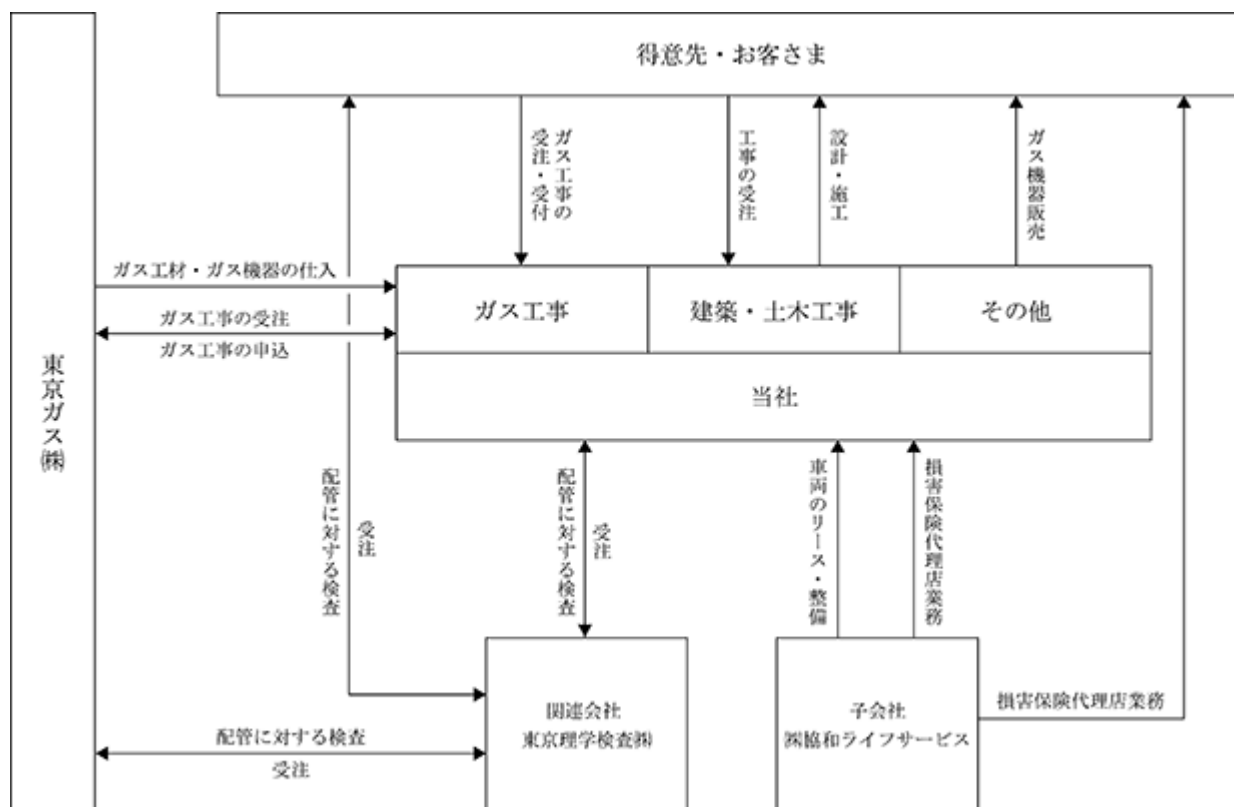 得意先・お客さま
ガス工事の
受注・受付
工事の受注
設計・施工
ガス機器販売
ガス工材・ガス機器の仕入
ガス工事の受注
ガス工事の申込
ガス工事
建築・土木工事
その他
当社
東京ガス㈱
配管に対する検査
受注
配管に対する検査
受注
車両のリース・整備
損害保険代理店業務
関連会社
東京理学検査㈱
子会社
㈱協和ライフサービス
損害保険代理店業務
配管に対する検査
受注